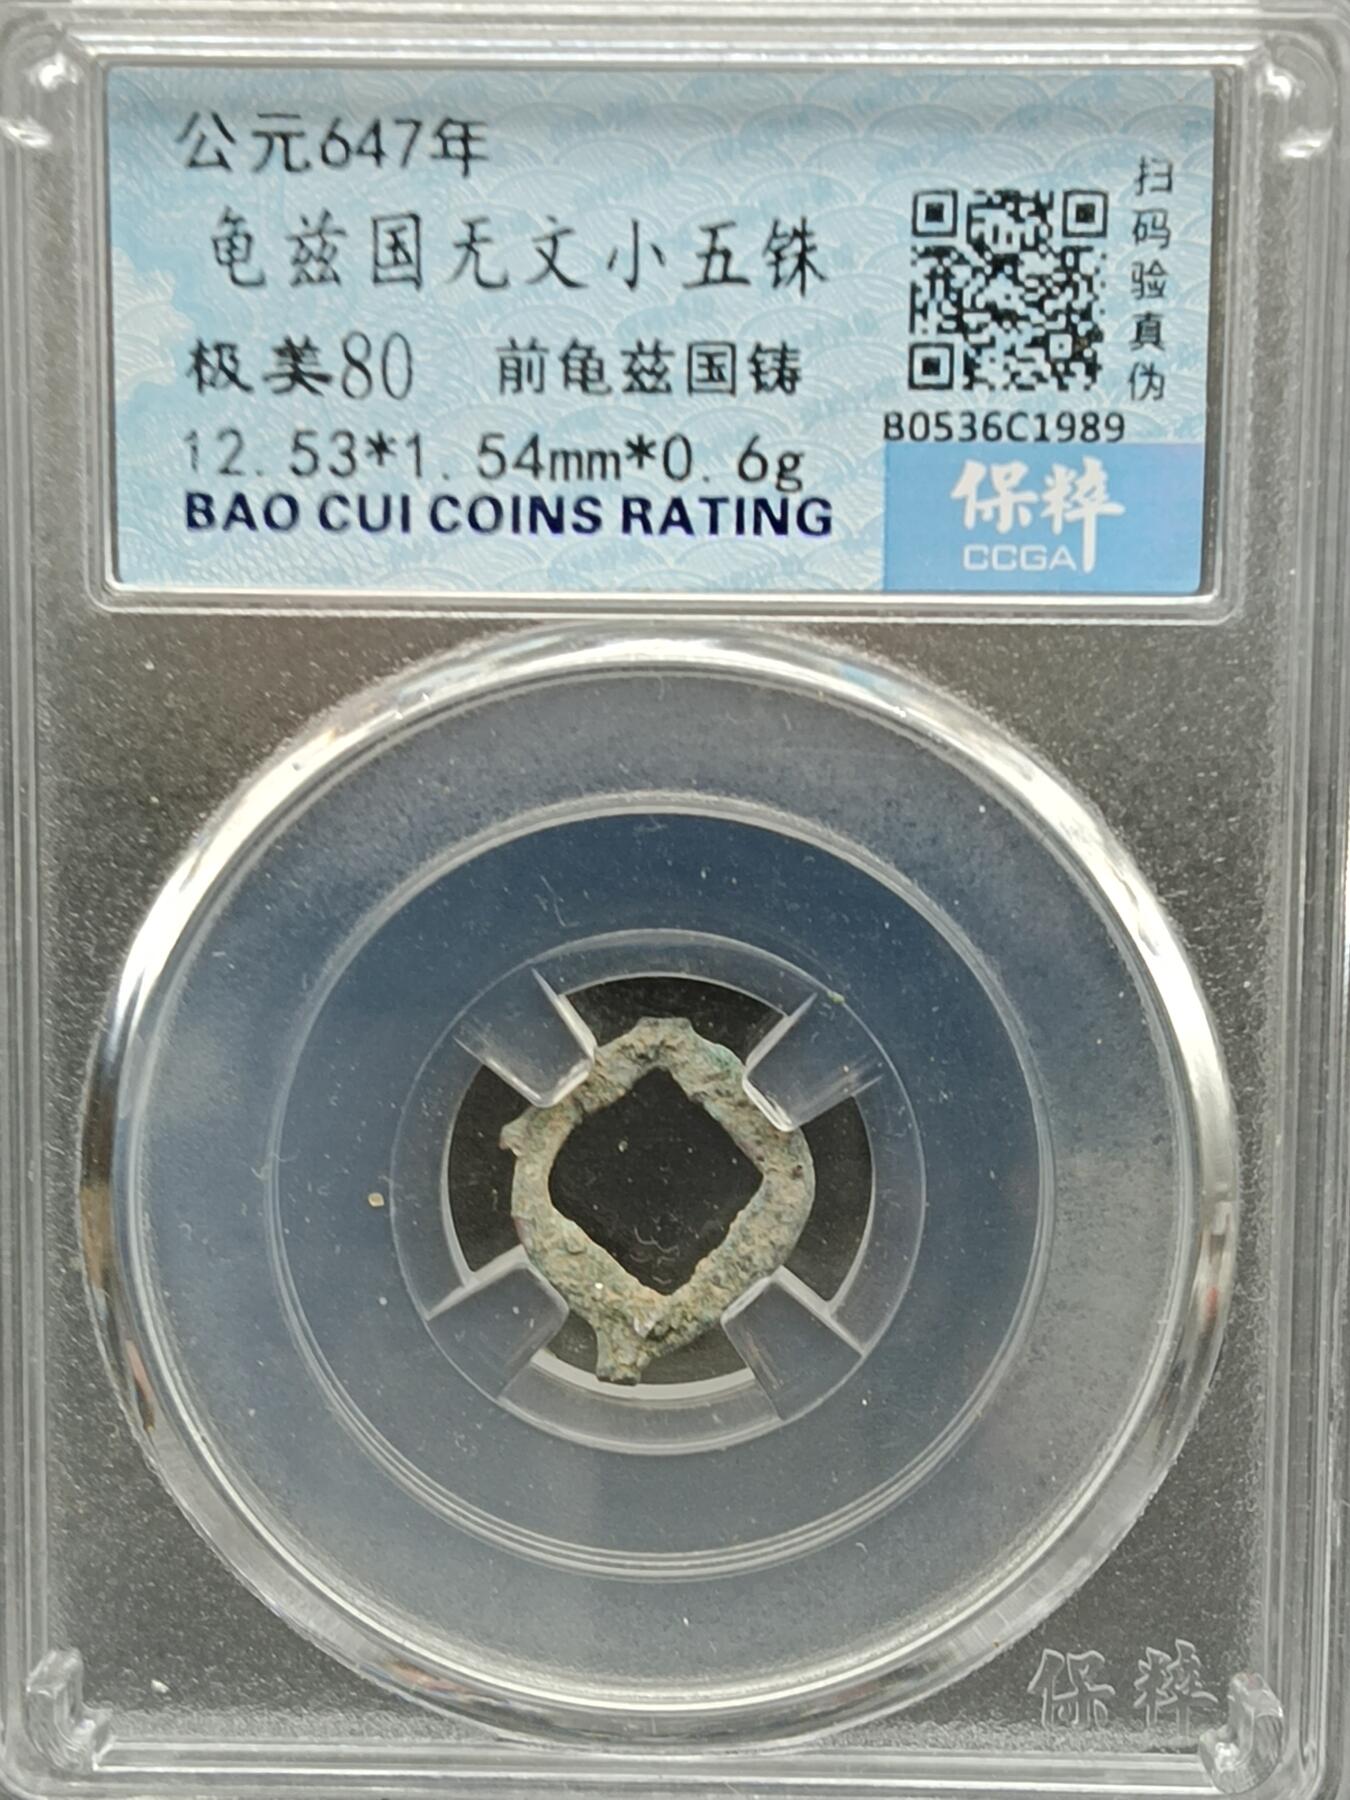 公元647年
龟兹国无文小五铢
极美80 前龟兹国铸
12.53*1.54mm*0.6g
BAO CUI COINS RATING
扫码验真伪
B0536C1989
保粹
CCGA
保粹